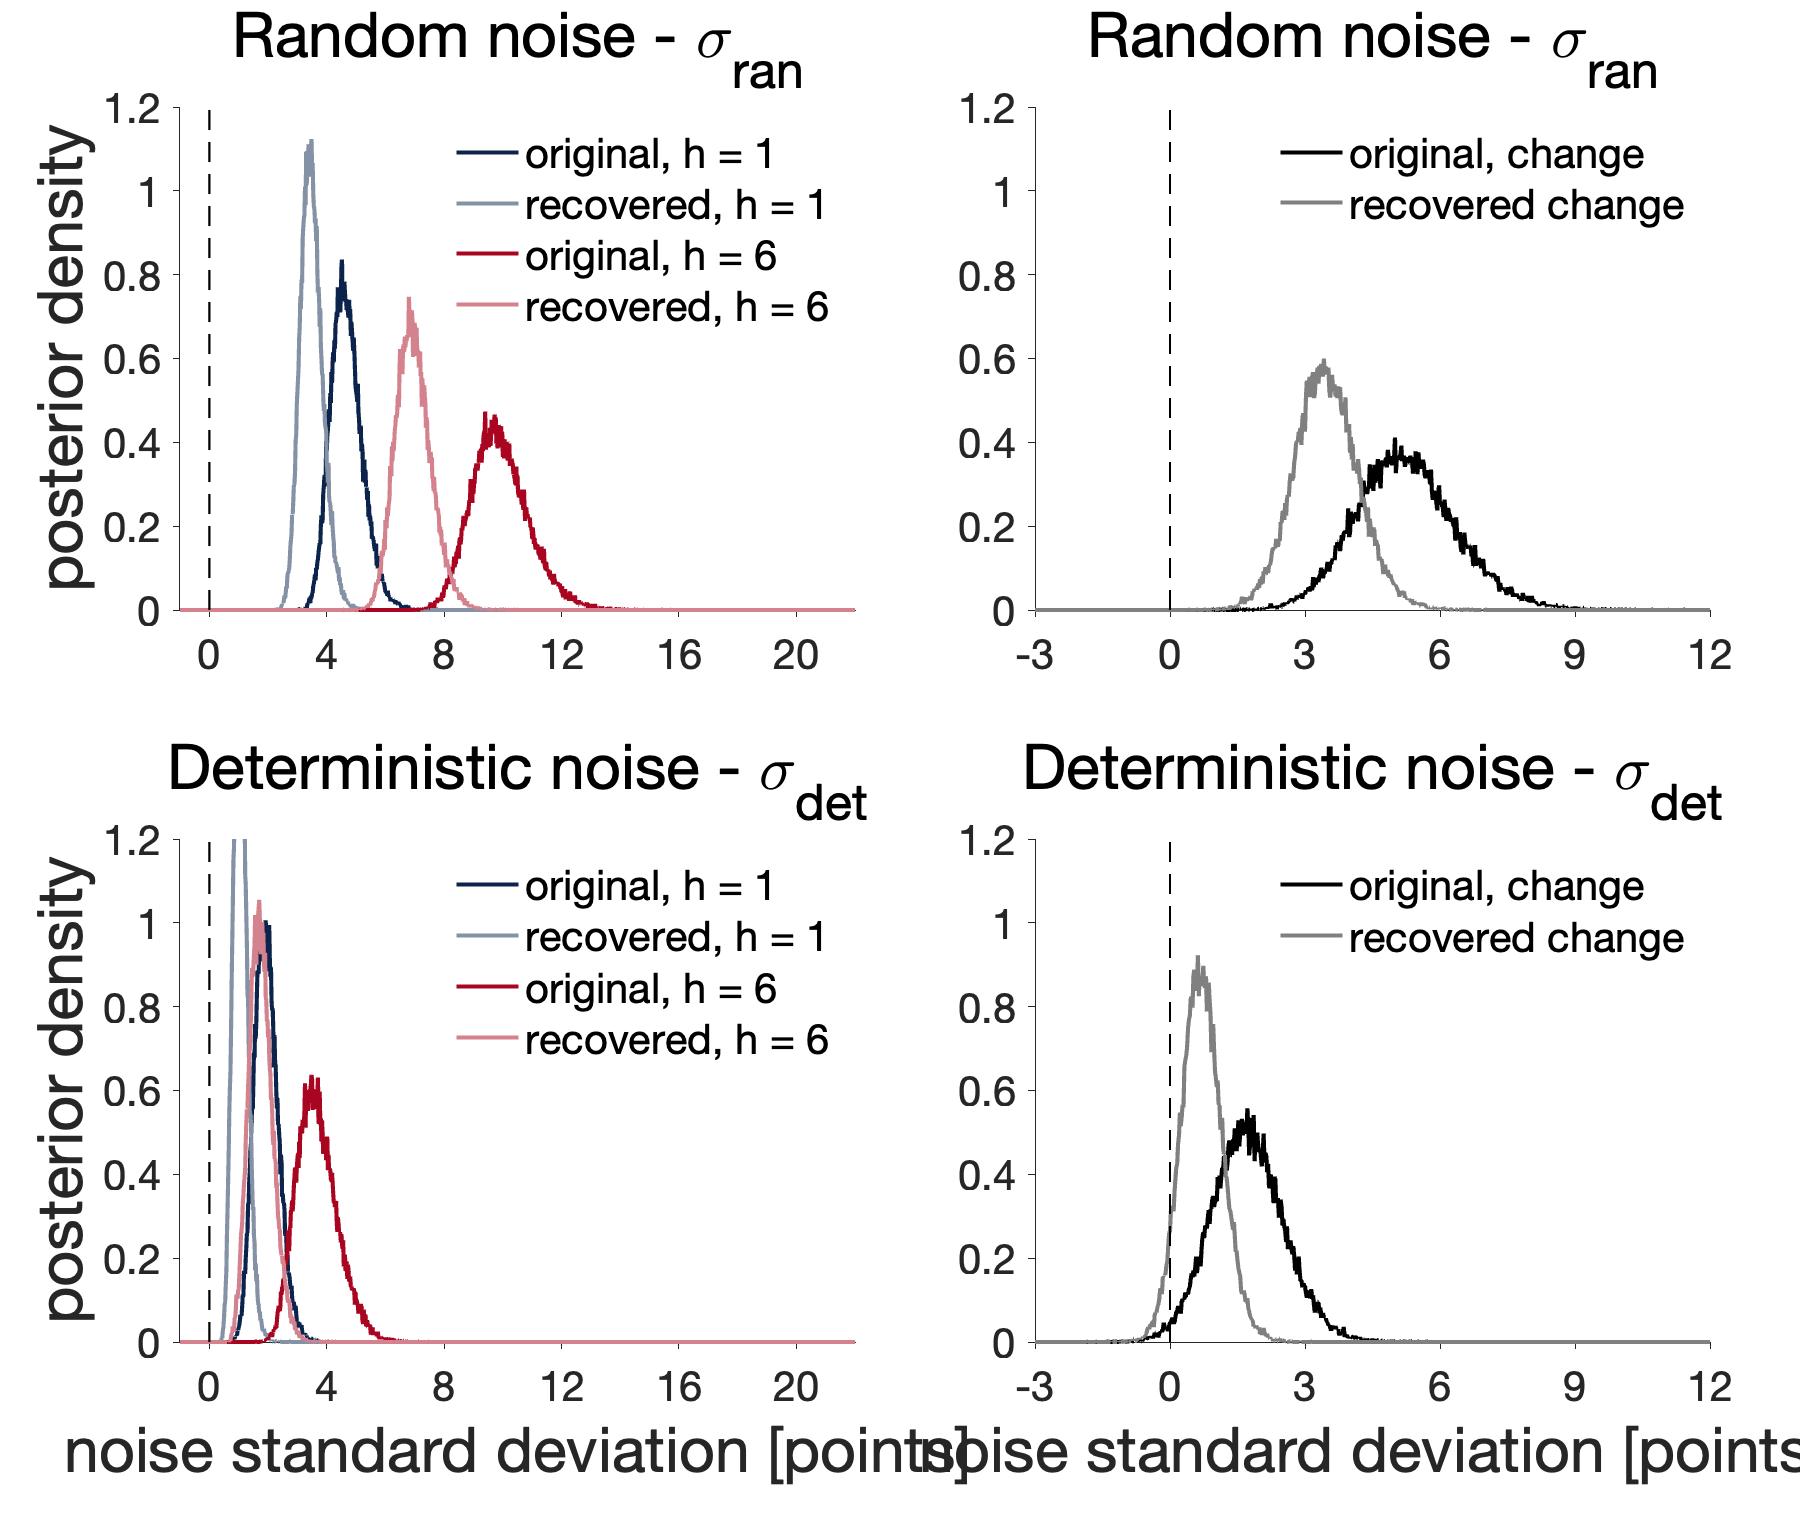 Random noise - σran
1.2
1
0.8
0.6
0.4
0.2
0
posterior density
original, h = 1
recovered, h = 1
original, h = 6
recovered, h = 6
0 4 8 12 16 20
Random noise - σran
1.2
1
0.8
0.6
0.4
0.2
0
original, change
recovered change
-3 0 3 6 9 12
Deterministic noise - σdet
1.2
1
0.8
0.6
0.4
0.2
0
posterior density
original, h = 1
recovered, h = 1
original, h = 6
recovered, h = 6
0 4 8 12 16 20
noise standard deviation [points]
Deterministic noise - σdet
1.2
1
0.8
0.6
0.4
0.2
0
original, change
recovered change
-3 0 3 6 9 12
noise standard deviation [points